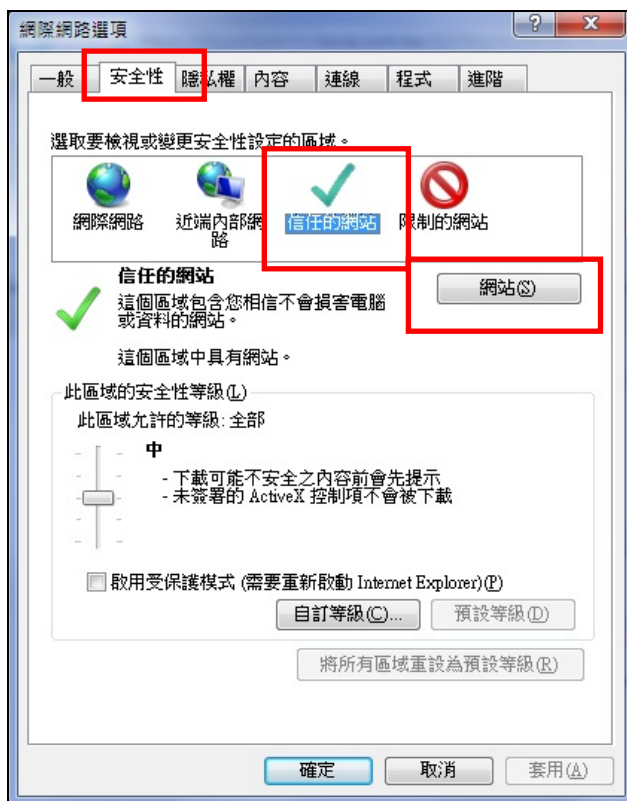 網際網路選項
?
X
一般
安全性
隱私權
內容
連線
程式
進階
選取要檢視或變更安全性設定的區域。
網際網路
近端內部網
路
信任的網站
限制的網站
信任的網站
網站(S)
這個區域包含您相信不會損害電腦
或資料的網站。
這個區域中具有網站。
此區域的安全性等級(L)
此區域允許的等級: 全部
中
- 下載可能不安全之內容前會先提示
- 未簽署的 ActiveX 控制項不會被下載
啟用受保護模式 (需要重新啟動 Internet Explorer)(P)
自訂等級(C)...
預設等級(D)
將所有區域重設為預設等級(R)
確定
取消
套用(A)